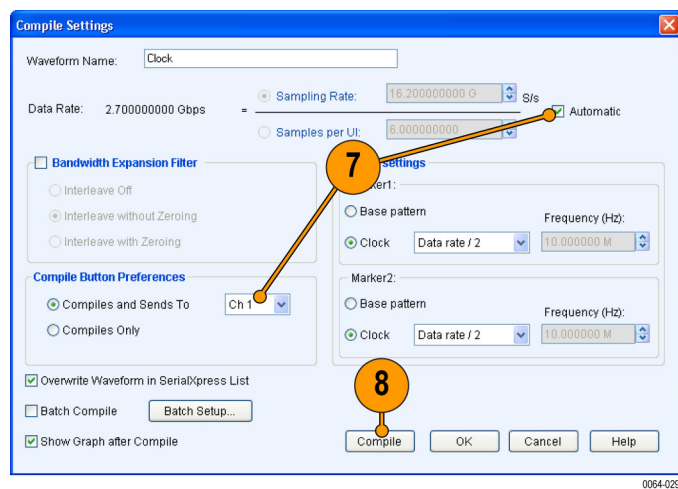 Compile Settings
Waveform Name: Clock
Data Rate: 2.700000000 Gbps = Sampling Rate: 16.200000000 G S/s Automatic
Samples per UI: 6.000000000
7
Bandwidth Expansion Filter
Interleave Off
Interleave without Zeroing
Interleave with Zeroing
settings
Base pattern
Frequency (Hz):
Clock Data rate / 2 10.000000 M
Compile Button Preferences
Compiles and Sends To Ch 1
Compiles Only
Marker2:
Base pattern
Frequency (Hz):
Clock Data rate / 2 10.000000 M
Overwrite Waveform in SerialXpress List
Batch Compile Batch Setup...
Show Graph after Compile
8
Compile OK Cancel Help
0064-029